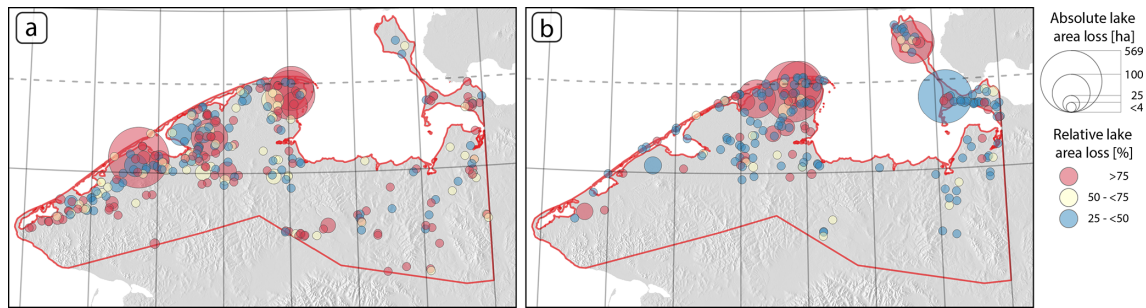 a
b
Absolute lake
area loss [ha]
569
100
25
<4
Relative lake
area loss [%]
>75
50 - <75
25 - <50